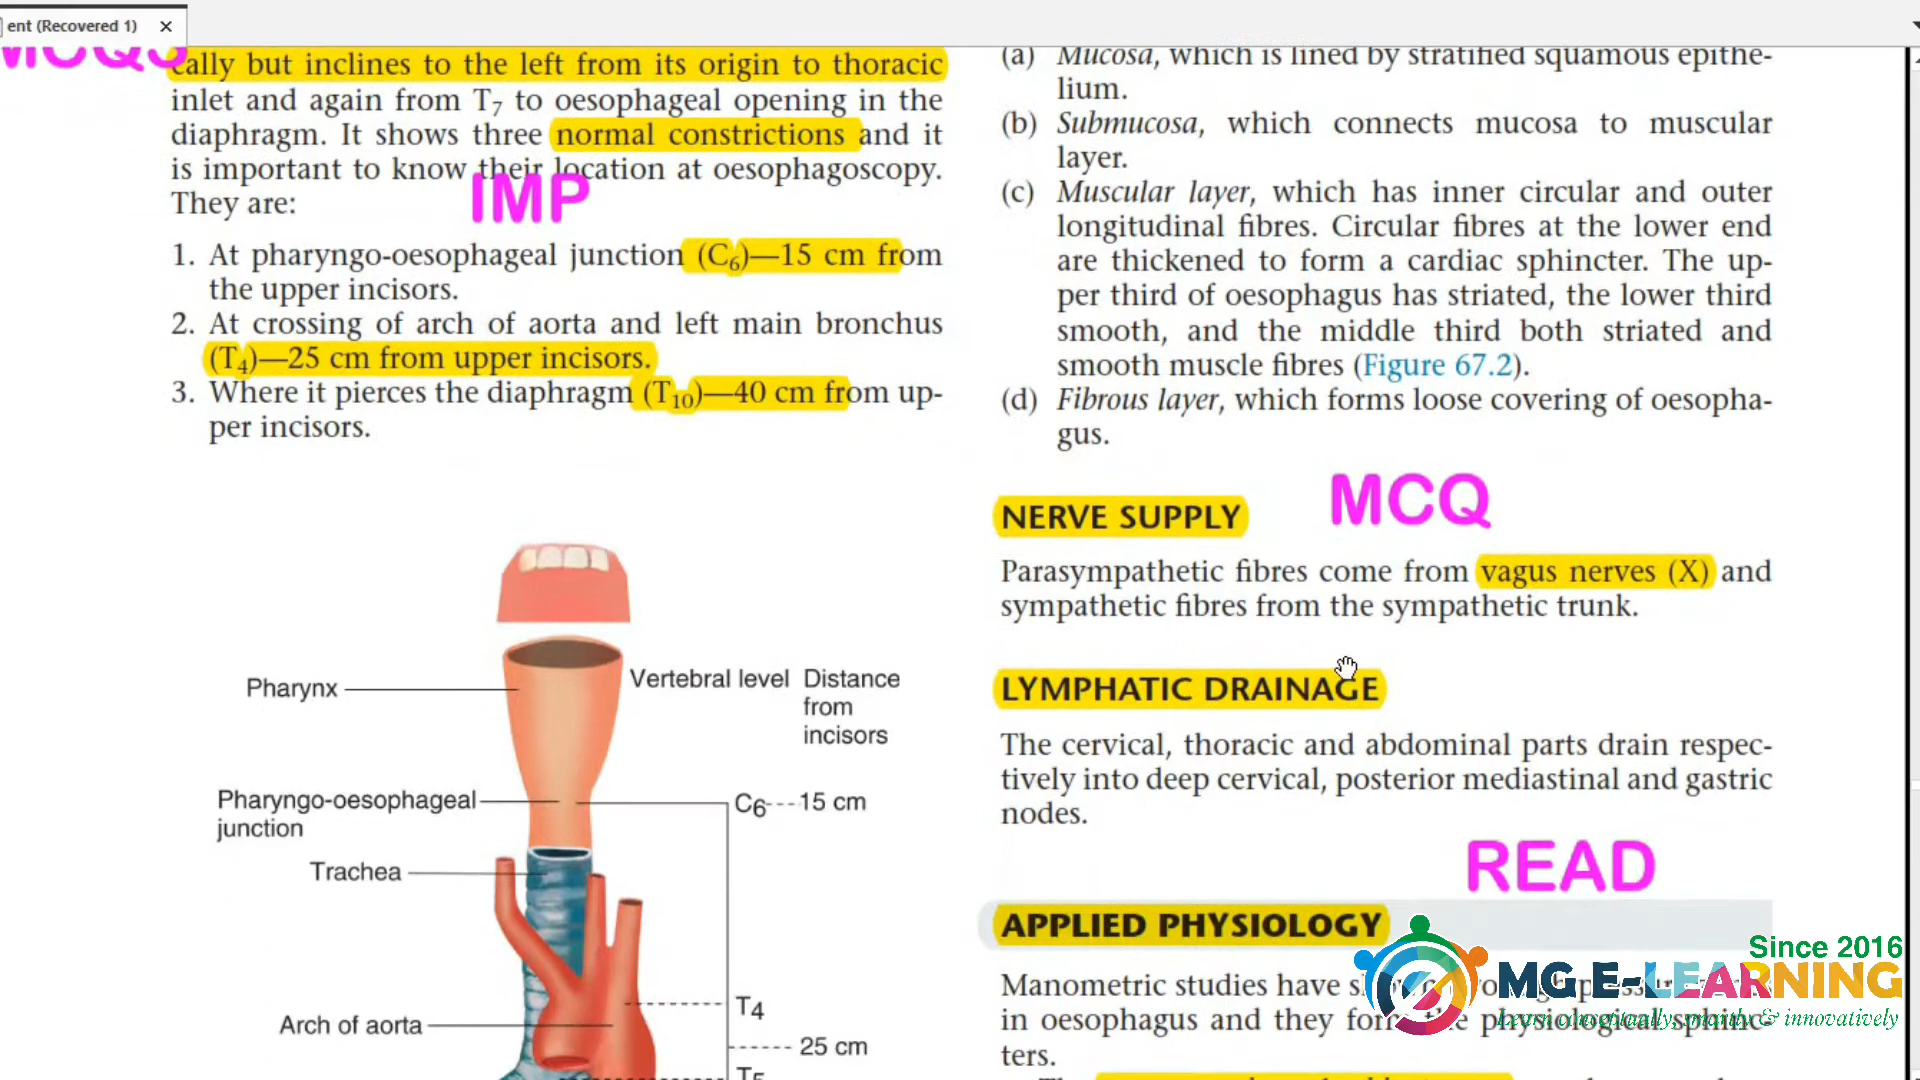 ent (Recovered 1)
MCQS
cally but inclines to the left from its origin to thoracic
inlet and again from T7 to oesophageal opening in the
diaphragm. It shows three normal constrictions and it
is important to know their location at oesophagoscopy.
They are:
IMP
1. At pharyngo-oesophageal junction (C6)—15 cm from
the upper incisors.
2. At crossing of arch of aorta and left main bronchus
(T4)—25 cm from upper incisors.
3. Where it pierces the diaphragm (T10)—40 cm from up-
per incisors.
Pharynx
Vertebral level
Distance
from
incisors
Pharyngo-oesophageal
junction
C6
15 cm
Trachea
T4
Arch of aorta
25 cm
T5
(a) Mucosa, which is lined by stratified squamous epithe-
lium.
(b) Submucosa, which connects mucosa to muscular
layer.
(c) Muscular layer, which has inner circular and outer
longitudinal fibres. Circular fibres at the lower end
are thickened to form a cardiac sphincter. The up-
per third of oesophagus has striated, the lower third
smooth, and the middle third both striated and
smooth muscle fibres (Figure 67.2).
(d) Fibrous layer, which forms loose covering of oesopha-
gus.
MCQ
NERVE SUPPLY
Parasympathetic fibres come from vagus nerves (X) and
sympathetic fibres from the sympathetic trunk.
LYMPHATIC DRAINAGE
The cervical, thoracic and abdominal parts drain respec-
tively into deep cervical, posterior mediastinal and gastric
nodes.
READ
APPLIED PHYSIOLOGY
Manometric studies have
in oesophagus and they form the physiological sphinc-
ters.
Since 2016
MG E-LEARNING
Learn conceptually, smartly & innovatively